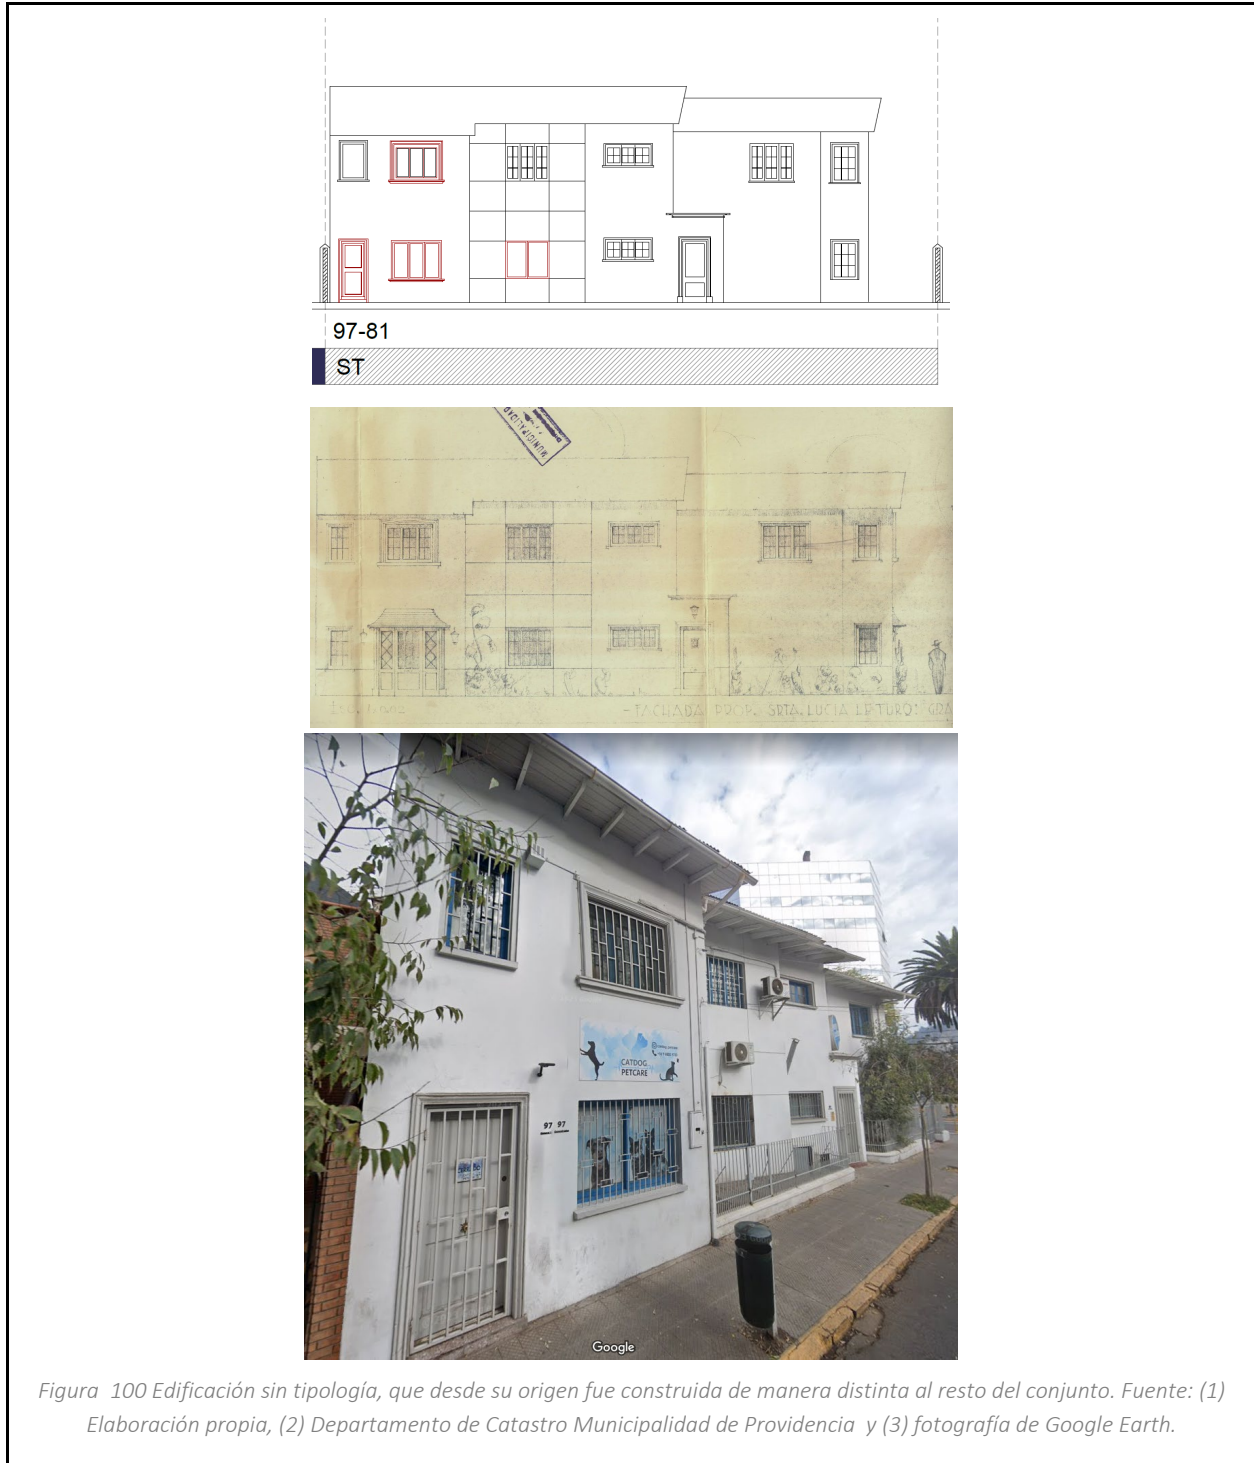 97-81
ST
MUNICIPALIDAD
- FACHADA PROP. SRTA. LUCIA
CATDOG
PETCARE
97 97
Google
Figura 100 Edificación sin tipología, que desde su origen fue construida de manera distinta al resto del conjunto. Fuente: (1)
Elaboración propia, (2) Departamento de Catastro Municipalidad de Providencia y (3) fotografía de Google Earth.